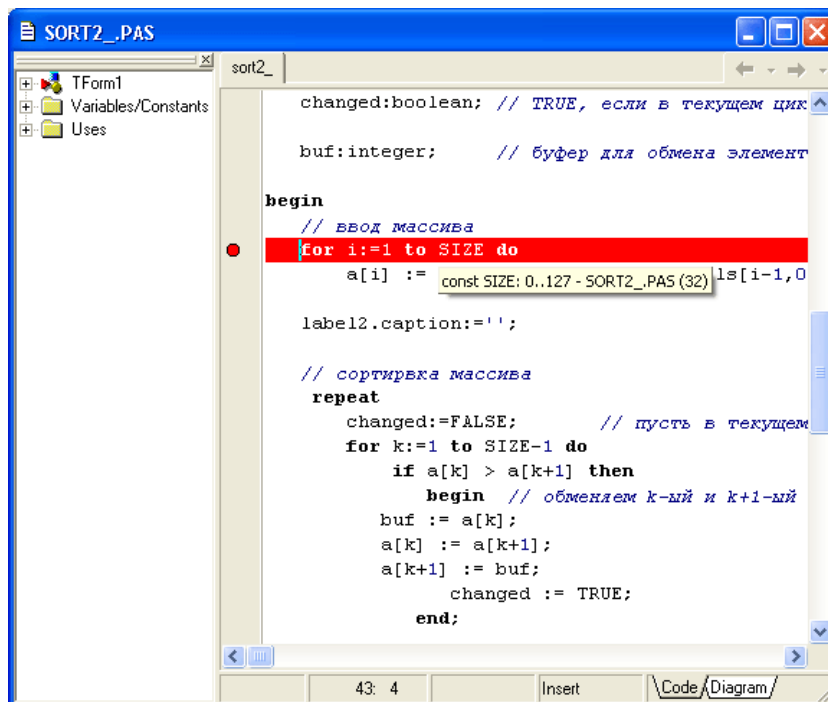 SORT2_.PAS
TForm1
Variables/Constants
Uses
sort2_
changed:boolean; // TRUE, если в текущем цик
buf:integer; // буфер для обмена элемент
begin
// ввод массива
for i:=1 to SIZE do
a[i] := ls[i-1,0
const SIZE: 0..127 - SORT2_.PAS (32)
label2.caption:='';
// сортирвка массива
repeat
changed:=FALSE; // пусть в текущем
for k:=1 to SIZE-1 do
if a[k] > a[k+1] then
begin // обменяем k-ый и k+1-ый
buf := a[k];
a[k] := a[k+1];
a[k+1] := buf;
changed := TRUE;
end;
43: 4
Insert
\Code/Diagram/